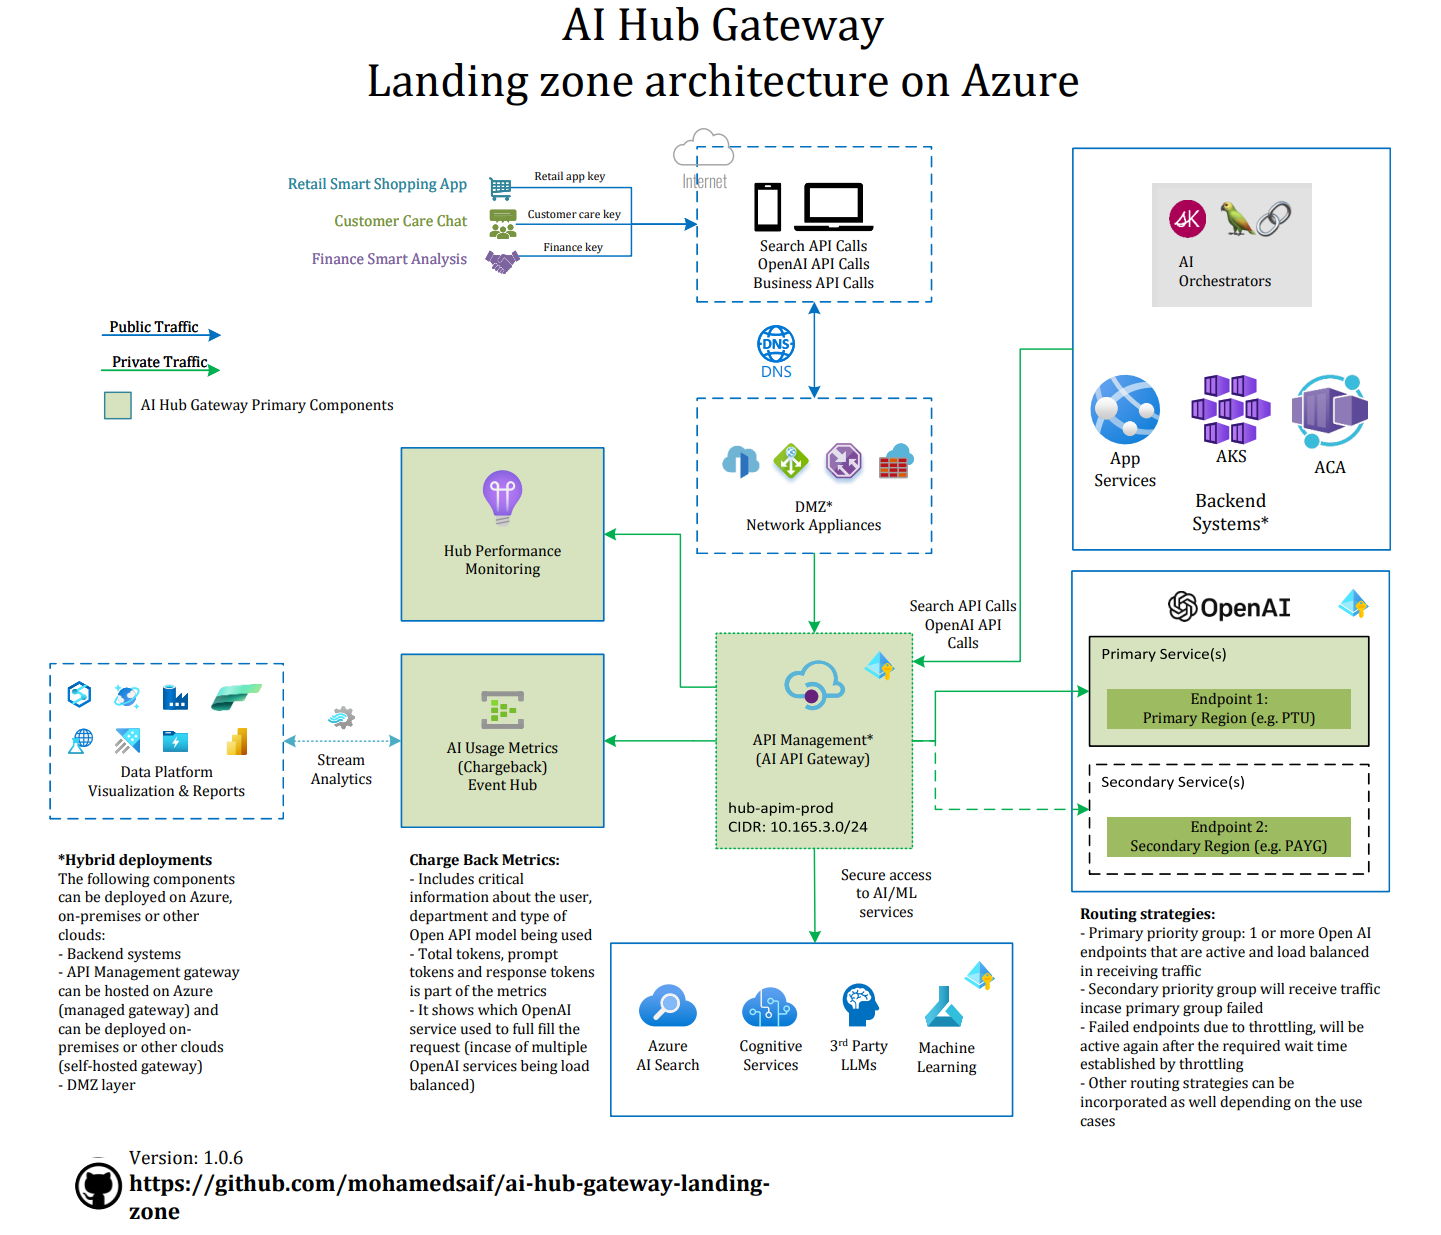 AI Hub Gateway
Landing zone architecture on Azure
Internet
Retail Smart Shopping App
Retail app key
Customer Care Chat
Customer care key
Finance Smart Analysis
Finance key
Search API Calls
OpenAI API Calls
Business API Calls
SK
AI
Orchestrators
Public Traffic
Private Traffic
AI Hub Gateway Primary Components
DNS
DNS
App
Services
AKS
ACA
Backend
Systems*
DMZ*
Network Appliances
Hub Performance
Monitoring
Search API Calls
OpenAI API
Calls
OpenAI
Primary Service(s)
Endpoint 1:
Primary Region (e.g. PTU)
Secondary Service(s)
Endpoint 2:
Secondary Region (e.g. PAYG)
API Management*
(AI API Gateway)
hub-apim-prod
CIDR: 10.165.3.0/24
AI Usage Metrics
(Chargeback)
Event Hub
Stream
Analytics
Data Platform
Visualization & Reports
Secure access
to AI/ML
services
Azure
AI Search
Cognitive
Services
3rd Party
LLMs
Machine
Learning
*Hybrid deployments
The following components
can be deployed on Azure,
on-premises or other
clouds:
- Backend systems
- API Management gateway
can be hosted on Azure
(managed gateway) and
can be deployed on-
premises or other clouds
(self-hosted gateway)
- DMZ layer
Charge Back Metrics:
- Includes critical
information about the user,
department and type of
Open API model being used
- Total tokens, prompt
tokens and response tokens
is part of the metrics
- It shows which OpenAI
service used to full fill the
request (incase of multiple
OpenAI services being load
balanced)
Routing strategies:
- Primary priority group: 1 or more Open AI
endpoints that are active and load balanced
in receiving traffic
- Secondary priority group will receive traffic
incase primary group failed
- Failed endpoints due to throttling, will be
active again after the required wait time
established by throttling
- Other routing strategies can be
incorporated as well depending on the use
cases
Version: 1.0.6
https://github.com/mohamedsaif/ai-hub-gateway-landing-
zone